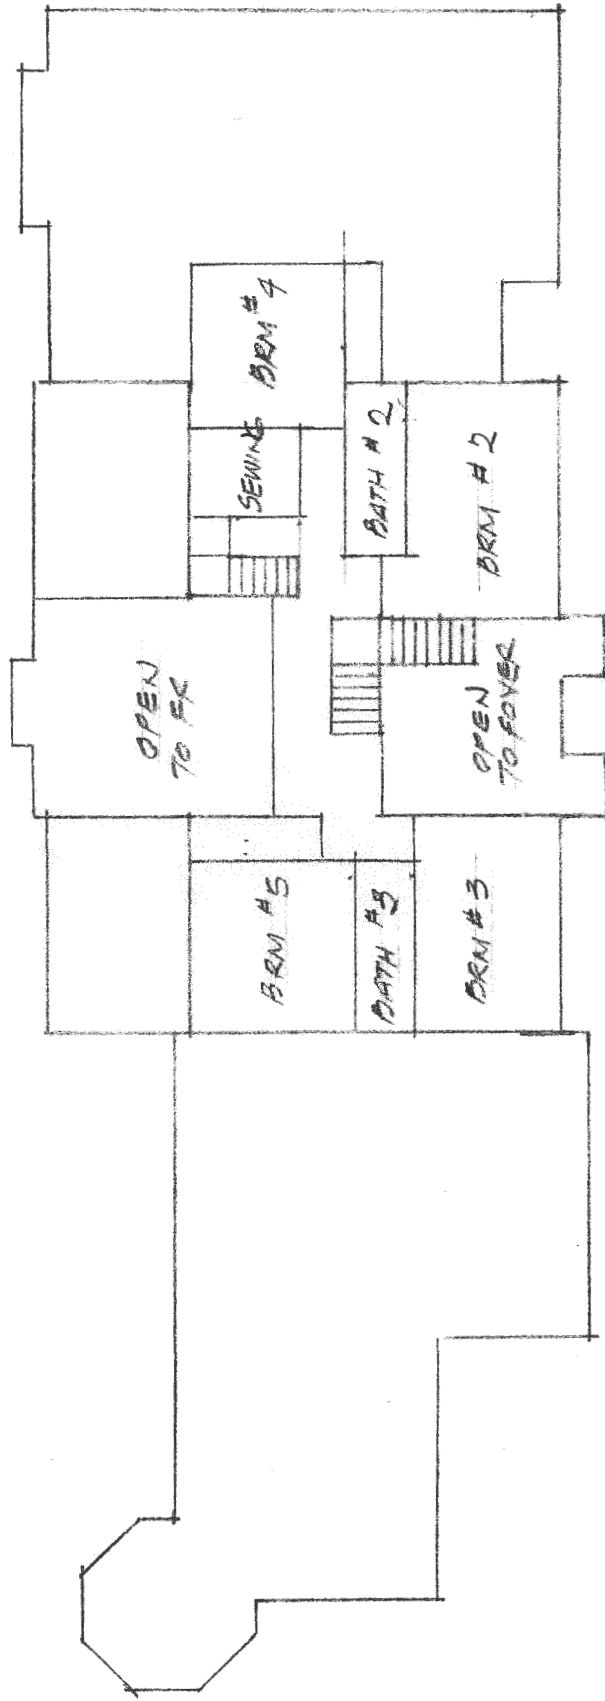 BRM #4
SEWING
BATH #2
BRM #2
OPEN
TO FR
OPEN
TO FOYER
BRM #5
BATH #3
BRM #3